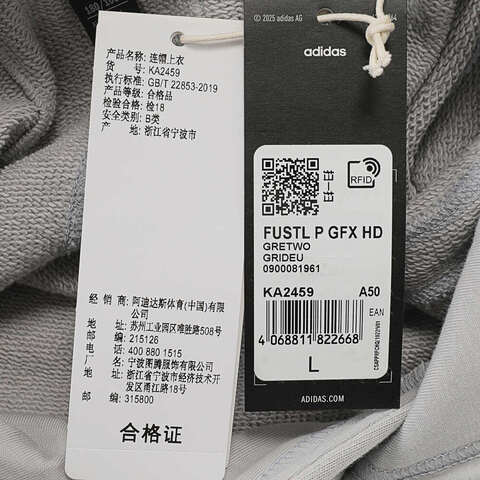 产品名称: 连帽上衣
货 号: KA2459
执行标准: GB/T 22853-2019
产品等级: 合格品
检验合格: 检18
安全类别: B类
产 地: 浙江省宁波市
经 销 商: 阿迪达斯体育(中国)有限公司
地 址: 苏州工业园区唯胜路508号
邮 编: 215126
电 话: 400 880 1515
厂 商: 宁波图腾服饰有限公司
地 址: 浙江省宁波市经济技术开发区甬江路18号
邮 编: 315800
合格证
© 2025 adidas AG
adidas
RFID
FUSTL P GFX HD
GRETWO
GRIDEU
0900081961
KA2459 A50
EAN
4 068811 822668
L
ADIDAS.COM